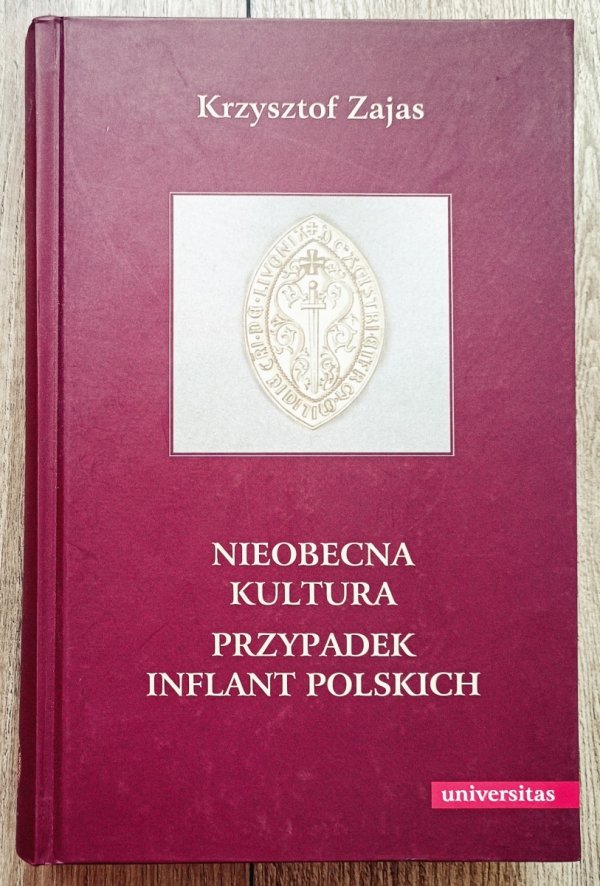 Krzysztof Zajas
NIEOBECNA
KULTURA
PRZYPADEK
INFLANT POLSKICH
universitas